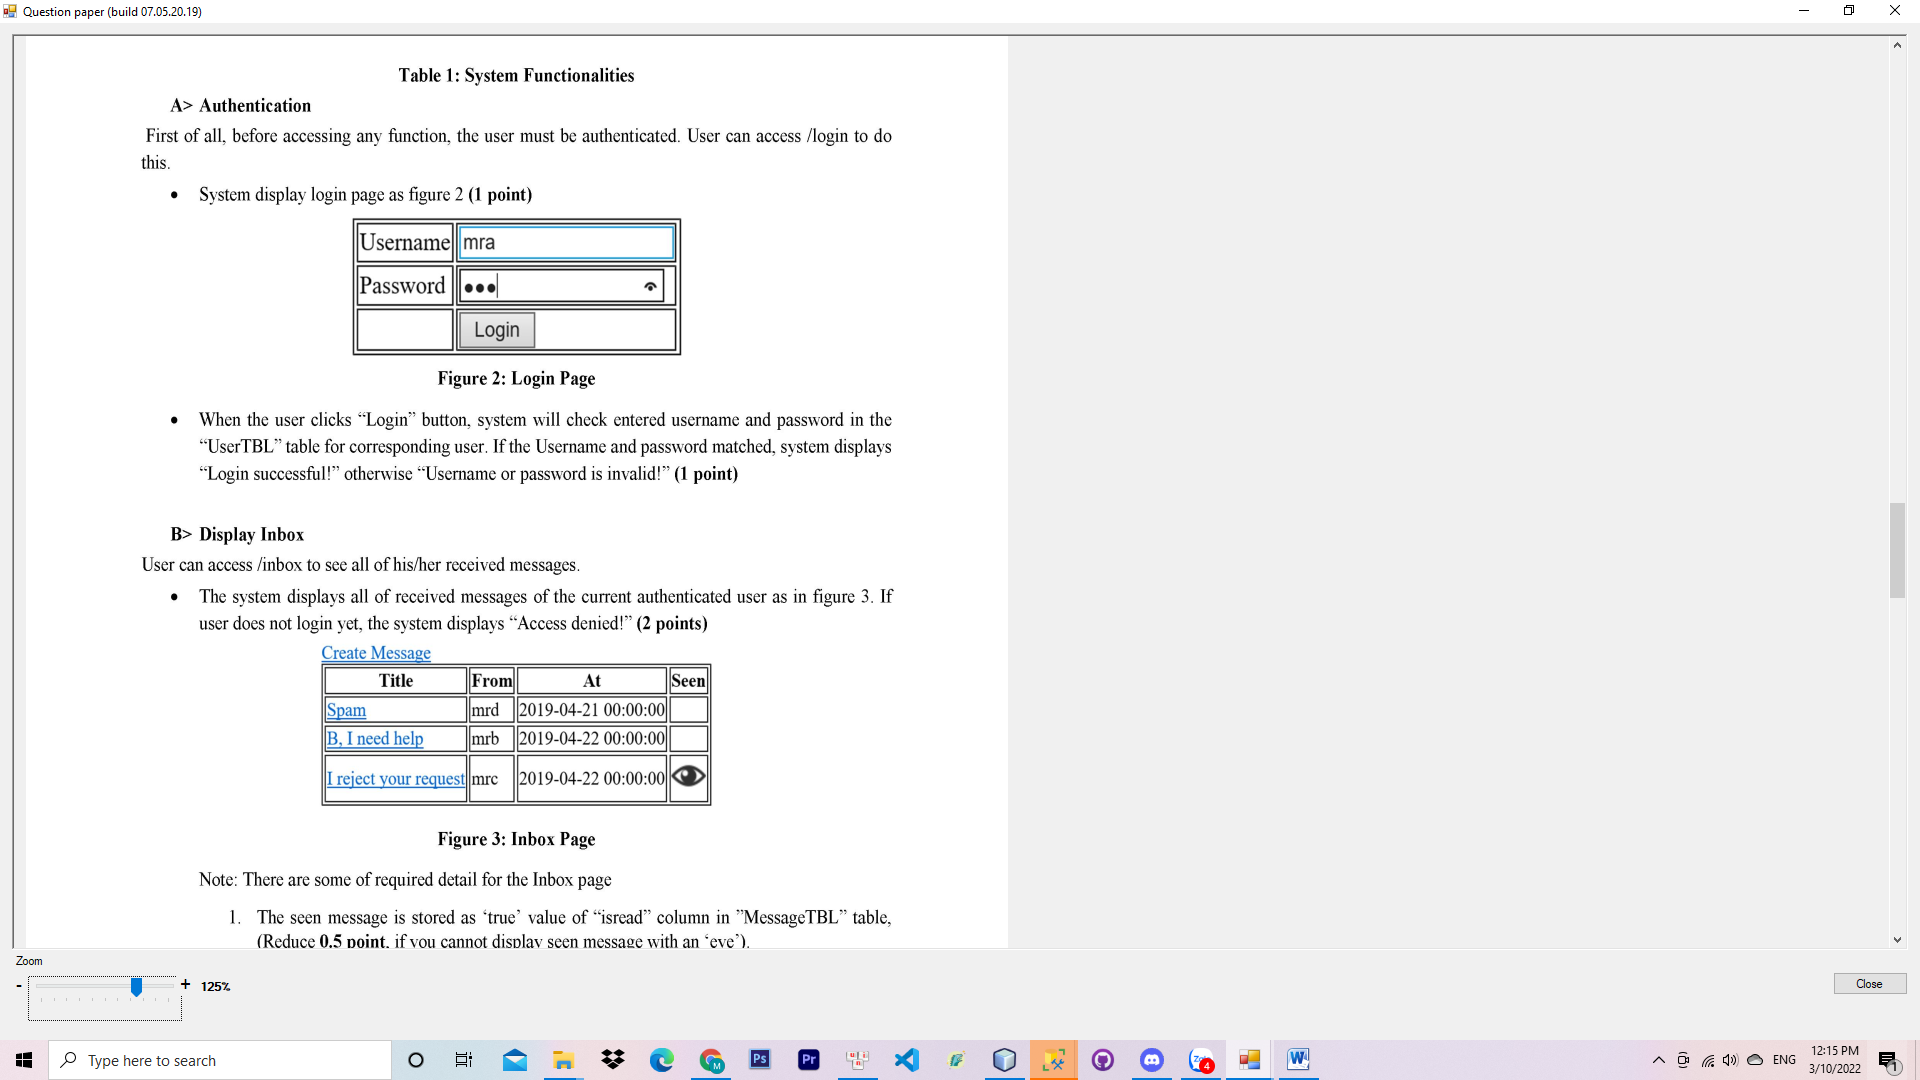 Question paper (build 07.05.20.19)
Table 1: System Functionalities
A> Authentication
First of all, before accessing any function, the user must be authenticated. User can access /login to do
this.
• System display login page as figure 2 (1 point)
Username mra
Password •••
Login
Figure 2: Login Page
• When the user clicks “Login” button, system will check entered username and password in the
“UserTBL” table for corresponding user. If the Username and password matched, system displays
“Login successful!” otherwise “Username or password is invalid!” (1 point)
B> Display Inbox
User can access /inbox to see all of his/her received messages.
• The system displays all of received messages of the current authenticated user as in figure 3. If
user does not login yet, the system displays “Access denied!” (2 points)
Create Message
Title From At Seen
Spam mrd 2019-04-21 00:00:00
B, I need help mrb 2019-04-22 00:00:00
I reject your request mrc 2019-04-22 00:00:00
Figure 3: Inbox Page
Note: There are some of required detail for the Inbox page
1. The seen message is stored as ‘true’ value of “isread” column in ”MessageTBL” table,
(Reduce 0.5 point, if you cannot display seen message with an ‘eye’).
Zoom
- + 125%
Close
Type here to search
Ps
Pr
Zalo
4
W
ENG
12:15 PM
3/10/2022
1